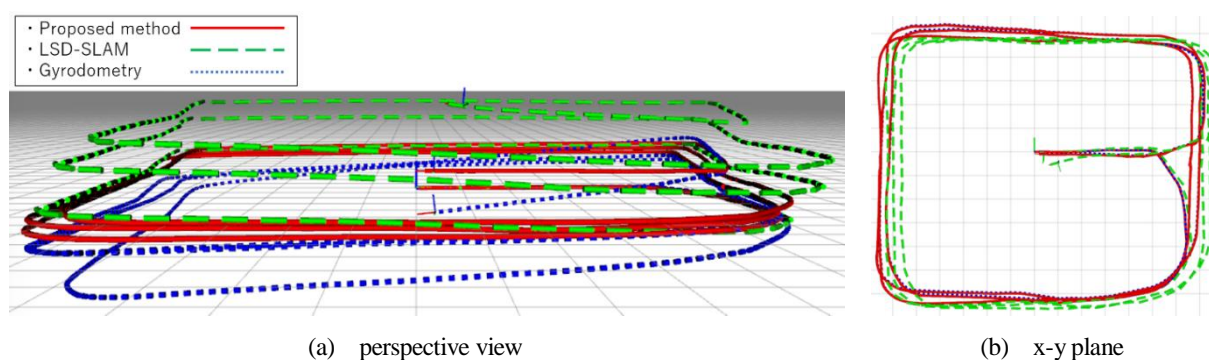 ・Proposed method
・LSD-SLAM
・Gyrodometry
(a) perspective view
(b) x-y plane